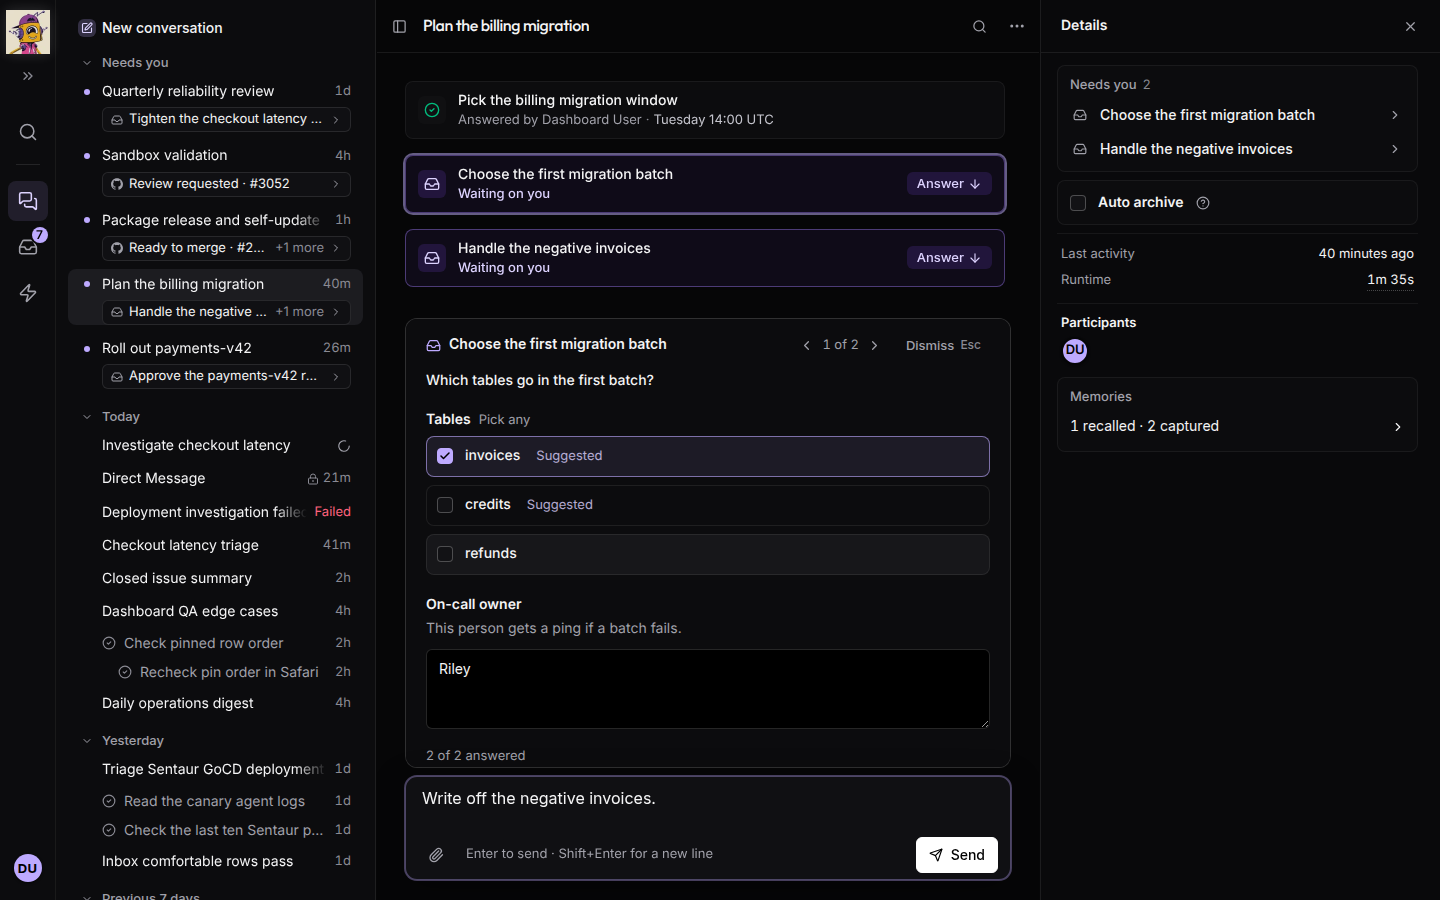 New conversation
Needs you
Quarterly reliability review 1d
Tighten the checkout latency ...
Sandbox validation 4h
Review requested · #3052
Package release and self-update 1h
Ready to merge · #2... +1 more
7
Plan the billing migration 40m
Handle the negative ... +1 more
Roll out payments-v42 26m
Approve the payments-v42 r...
Today
Investigate checkout latency
Direct Message 21m
Deployment investigation failed Failed
Checkout latency triage 41m
Closed issue summary 2h
Dashboard QA edge cases 4h
Check pinned row order 2h
Recheck pin order in Safari 2h
Daily operations digest 4h
Yesterday
Triage Sentaur GoCD deployment 1d
Read the canary agent logs 1d
Check the last ten Sentaur p... 1d
Inbox comfortable rows pass 1d
Previous 7 days
DU
Plan the billing migration
Pick the billing migration window
Answered by Dashboard User · Tuesday 14:00 UTC
Choose the first migration batch
Waiting on you
Answer ↓
Handle the negative invoices
Waiting on you
Answer ↓
Choose the first migration batch 1 of 2 Dismiss Esc
Which tables go in the first batch?
Tables Pick any
invoices Suggested
credits Suggested
refunds
On-call owner
This person gets a ping if a batch fails.
Riley
2 of 2 answered
Write off the negative invoices.
Enter to send · Shift+Enter for a new line
Send
Details
Needs you 2
Choose the first migration batch
Handle the negative invoices
Auto archive
Last activity 40 minutes ago
Runtime 1m 35s
Participants
DU
Memories
1 recalled · 2 captured